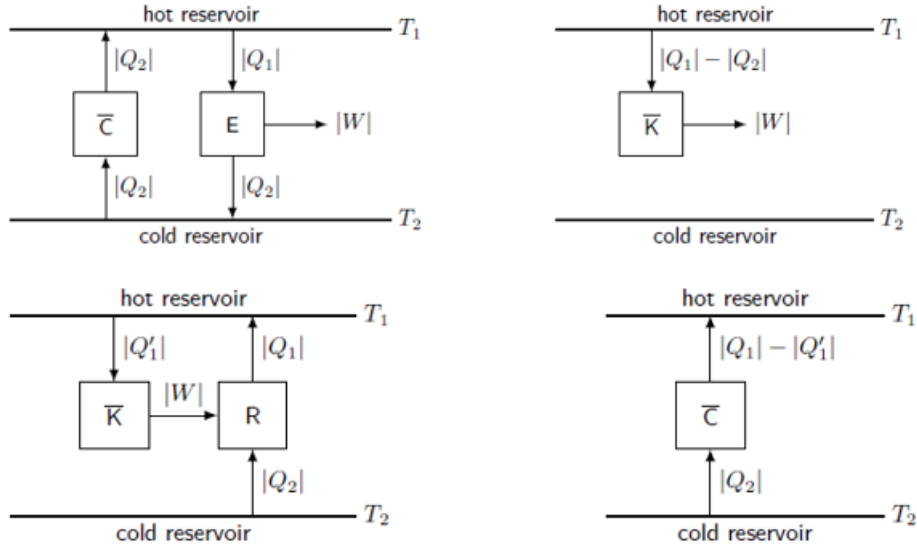 hot reservoir
T₁
|Q₂|
|Q₁|
C̅
E
|W|
|Q₂|
|Q₂|
T₂
cold reservoir
hot reservoir
T₁
|Q₁| − |Q₂|
K̅
|W|
T₂
cold reservoir
hot reservoir
T₁
|Q′₁|
|Q₁|
K̅
|W|
R
|Q₂|
T₂
cold reservoir
hot reservoir
T₁
|Q₁| − |Q′₁|
C̅
|Q₂|
T₂
cold reservoir